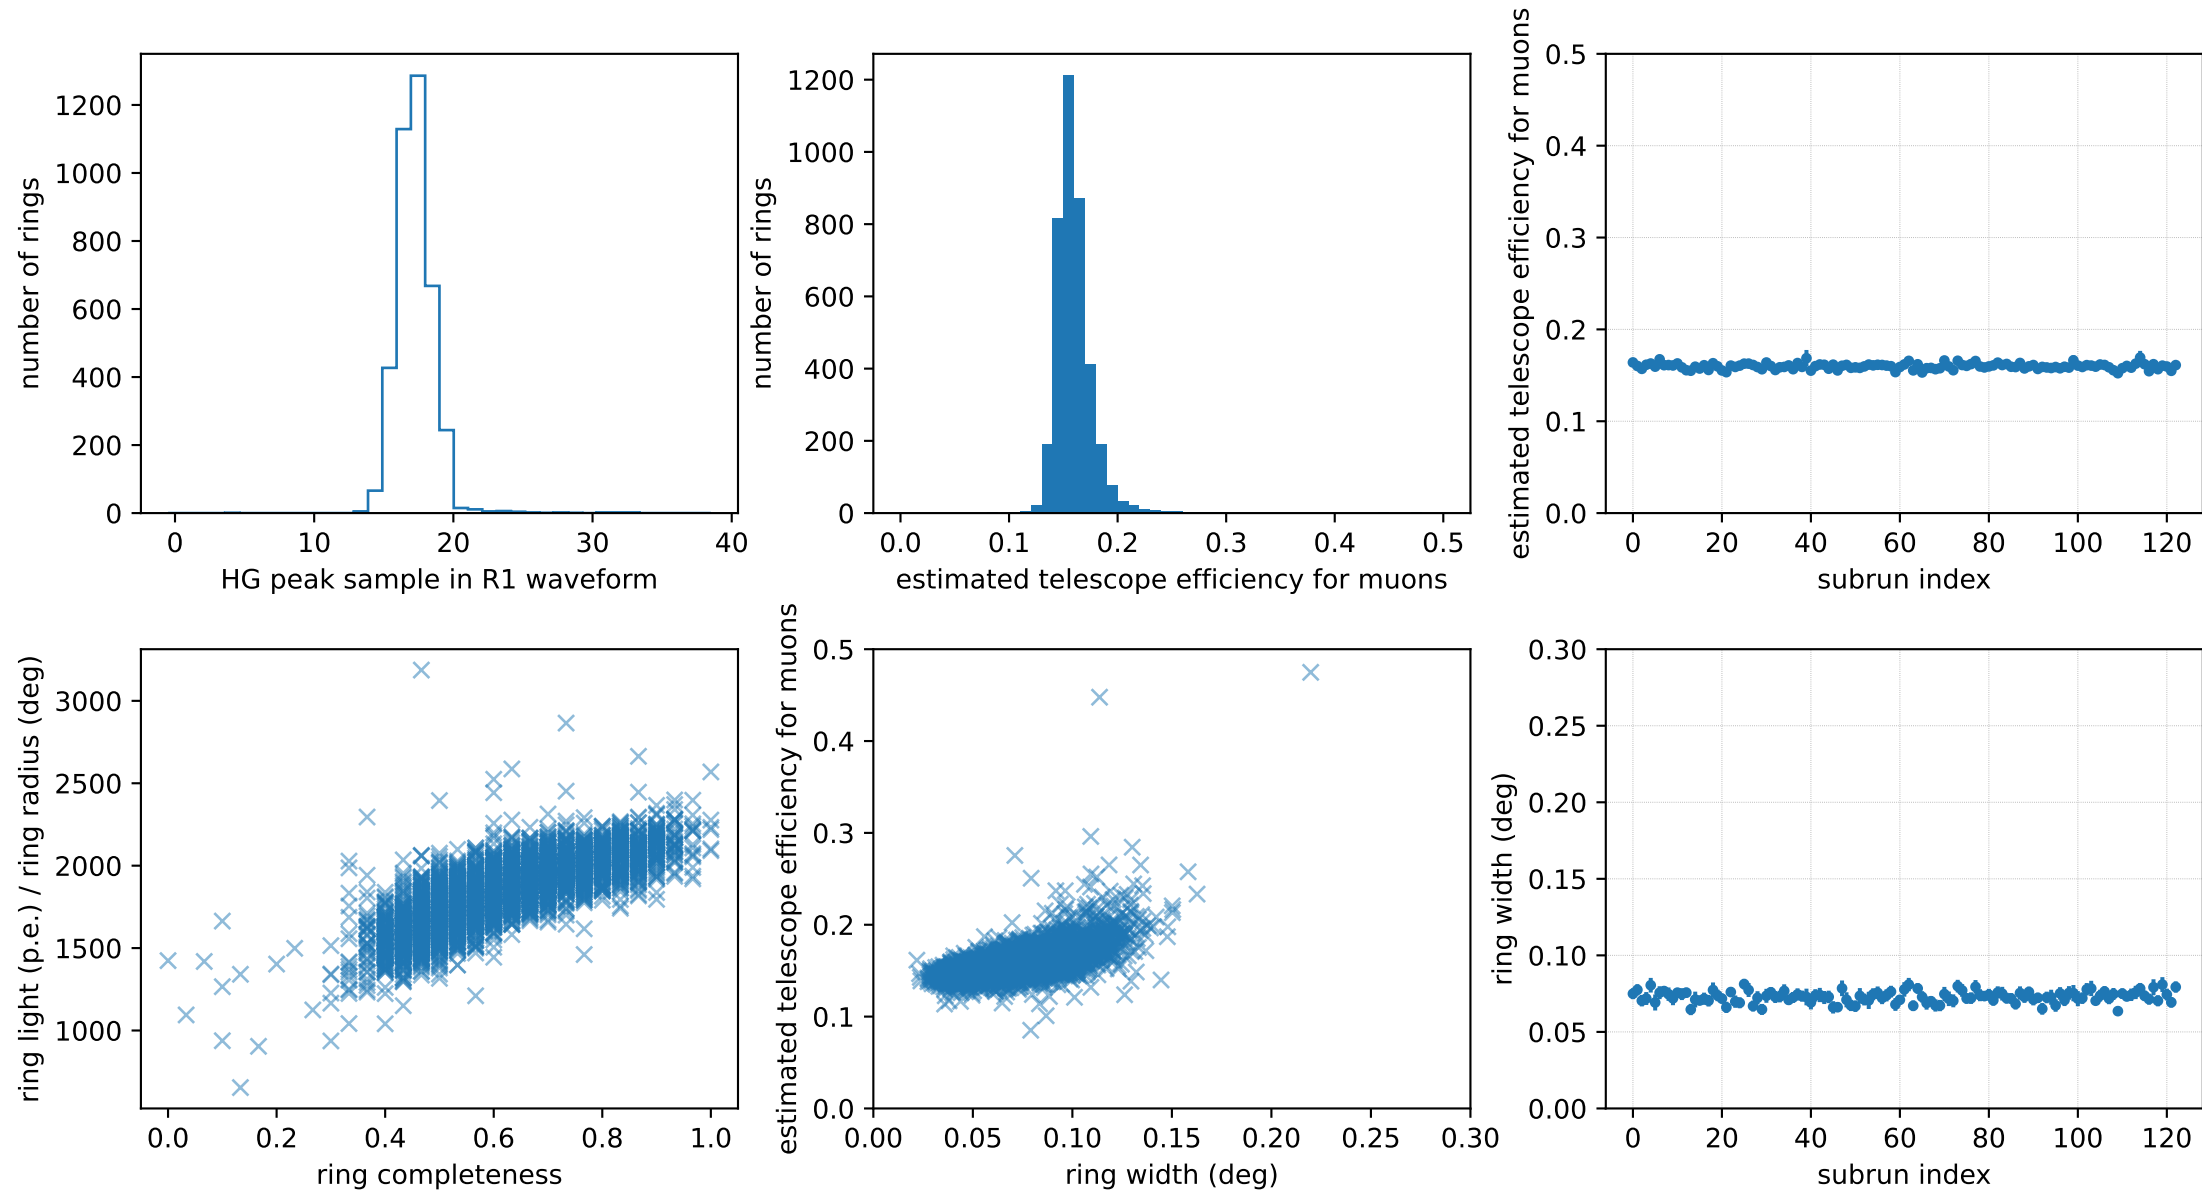 number of rings
1200
1000
800
600
400
200
0
0 10 20 30 40
HG peak sample in R1 waveform
number of rings
1200
1000
800
600
400
200
0
0.0 0.1 0.2 0.3 0.4 0.5
estimated telescope efficiency for muons
estimated telescope efficiency for muons
0.5
0.4
0.3
0.2
0.1
0.0
0 20 40 60 80 100 120
subrun index
ring light (p.e.) / ring radius (deg)
3000
2500
2000
1500
1000
0.0 0.2 0.4 0.6 0.8 1.0
ring completeness
estimated telescope efficiency for muons
0.5
0.4
0.3
0.2
0.1
0.0
0.00 0.05 0.10 0.15 0.20 0.25 0.30
ring width (deg)
ring width (deg)
0.30
0.25
0.20
0.15
0.10
0.05
0.00
0 20 40 60 80 100 120
subrun index